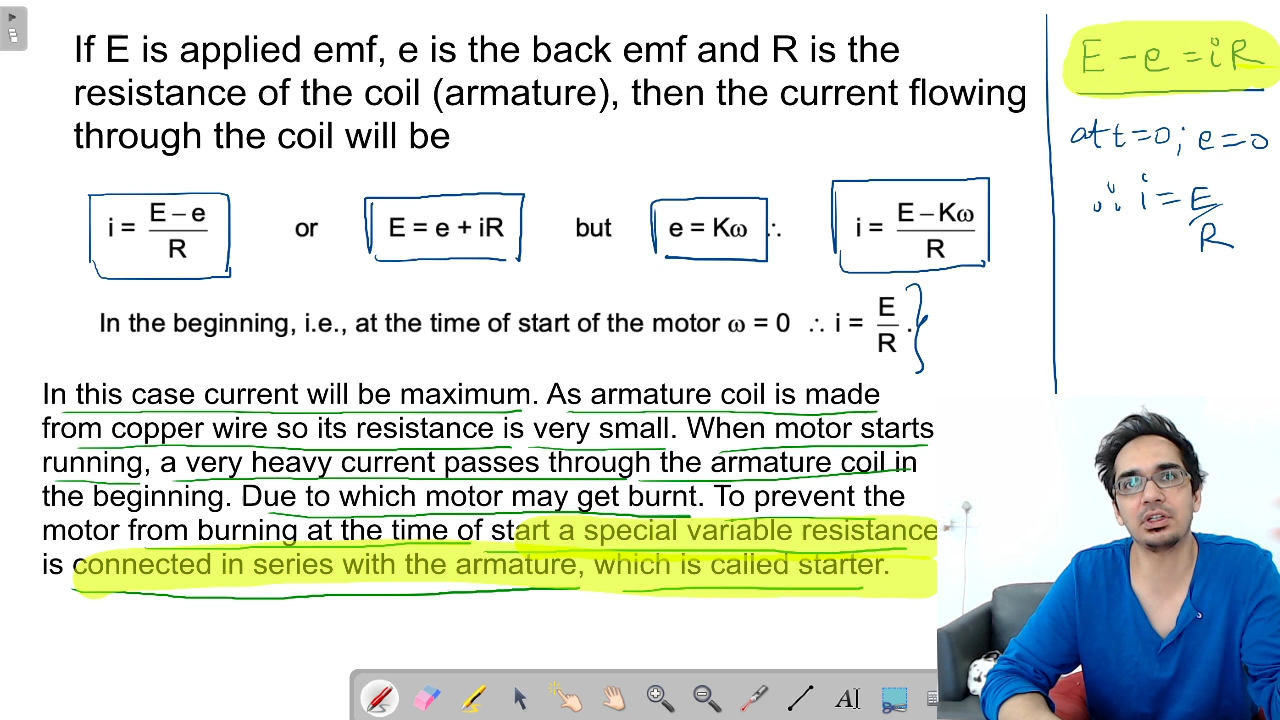 If E is applied emf, e is the back emf and R is the
resistance of the coil (armature), then the current flowing
through the coil will be
i = E – e / R or E = e + iR but e = Kω ∴ i = E – Kω / R
In the beginning, i.e., at the time of start of the motor ω = 0 ∴ i = E / R .
In this case current will be maximum. As armature coil is made
from copper wire so its resistance is very small. When motor starts
running, a very heavy current passes through the armature coil in
the beginning. Due to which motor may get burnt. To prevent the
motor from burning at the time of start a special variable resistance
is connected in series with the armature, which is called starter.
E – e = iR
at t=0; e=0
∴ i = E / R
AI